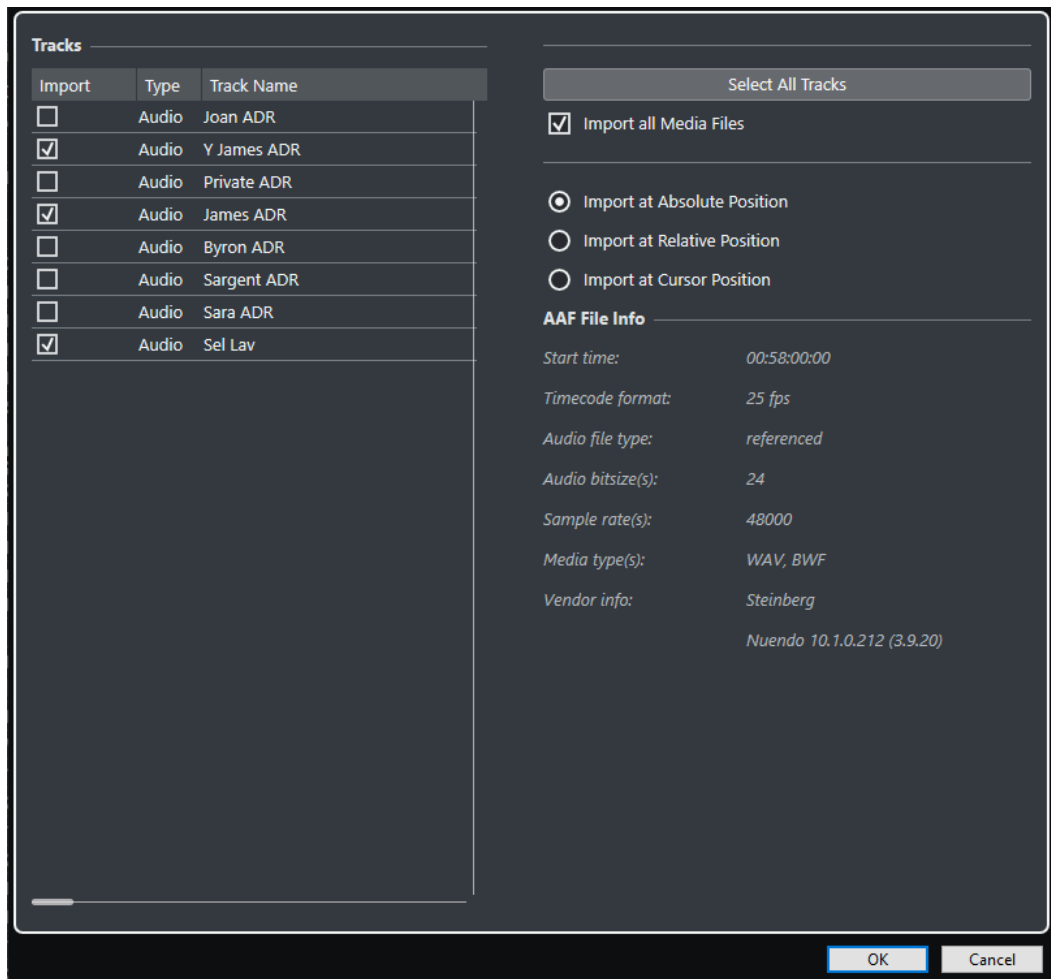 Tracks
Import Type Track Name
Audio Joan ADR
Audio Y James ADR
Audio Private ADR
Audio James ADR
Audio Byron ADR
Audio Sargent ADR
Audio Sara ADR
Audio Sel Lav
Select All Tracks
Import all Media Files
Import at Absolute Position
Import at Relative Position
Import at Cursor Position
AAF File Info
Start time: 00:58:00:00
Timecode format: 25 fps
Audio file type: referenced
Audio bitsize(s): 24
Sample rate(s): 48000
Media type(s): WAV, BWF
Vendor info: Steinberg
Nuendo 10.1.0.212 (3.9.20)
OK Cancel